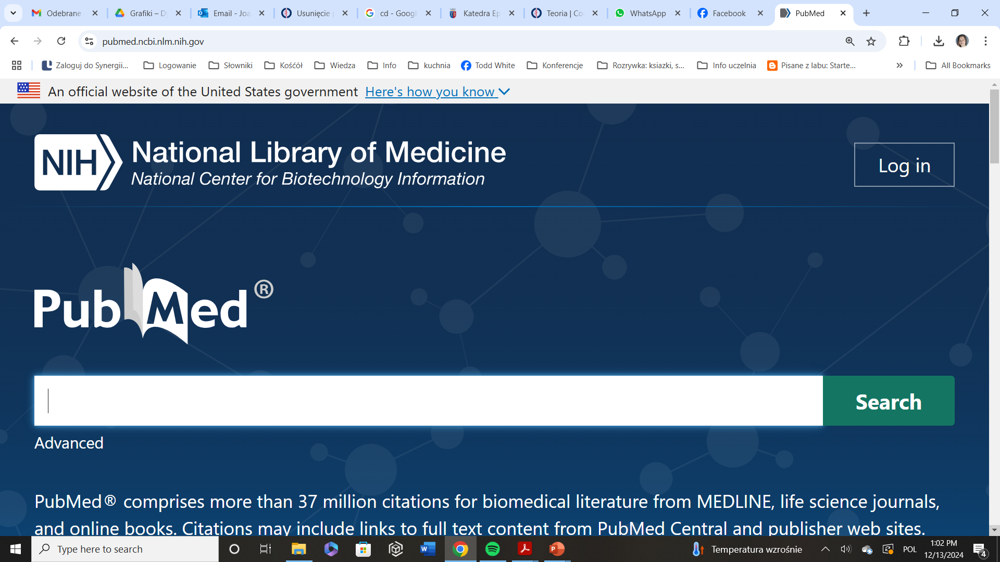 Odebrane
Grafiki – D
Email - Joa
Usunięcie
cd - Googl
Katedra Ep
Teoria | Co
WhatsApp
Facebook
PubMed
pubmed.ncbi.nlm.nih.gov
Zaloguj do Synergii...
Logowanie
Słowniki
Kośćół
Wiedza
Info
kuchnia
Todd White
Konferencje
Rozrywka: ksiazki, s...
Info uczelnia
Pisane z labu: Starte...
All Bookmarks
An official website of the United States government Here's how you know
NIH National Library of Medicine
National Center for Biotechnology Information
Log in
PubMed®
Search
Advanced
PubMed® comprises more than 37 million citations for biomedical literature from MEDLINE, life science journals,
and online books. Citations may include links to full text content from PubMed Central and publisher web sites.
Type here to search
Temperatura wzrośnie
POL
1:02 PM
12/13/2024
4